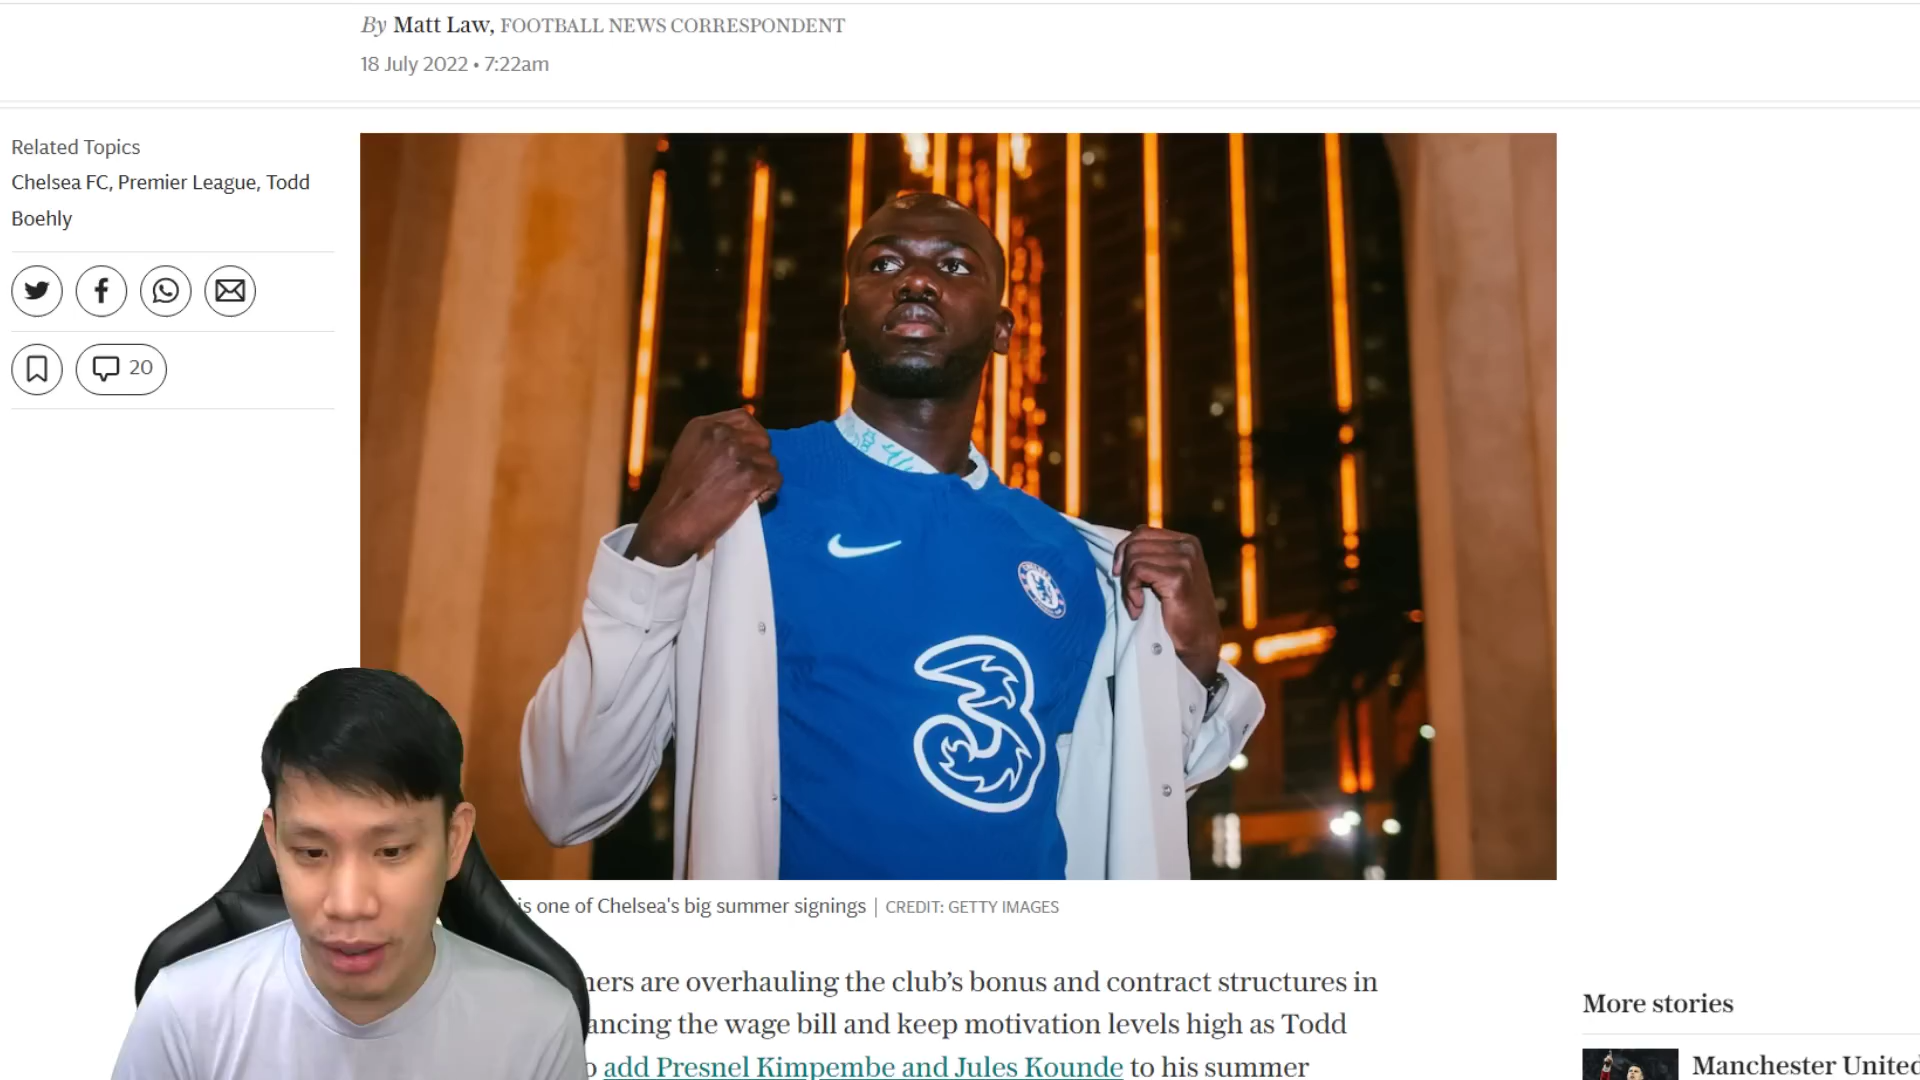 By Matt Law, FOOTBALL NEWS CORRESPONDENT
18 July 2022 • 7:22am
Related Topics
Chelsea FC, Premier League, Todd
Boehly
20
3
is one of Chelsea's big summer signings | CREDIT: GETTY IMAGES
are overhauling the club's bonus and contract structures in
the wage bill and keep motivation levels high as Todd
add Presnel Kimpembe and Jules Kounde to his summer
More stories
Manchester United